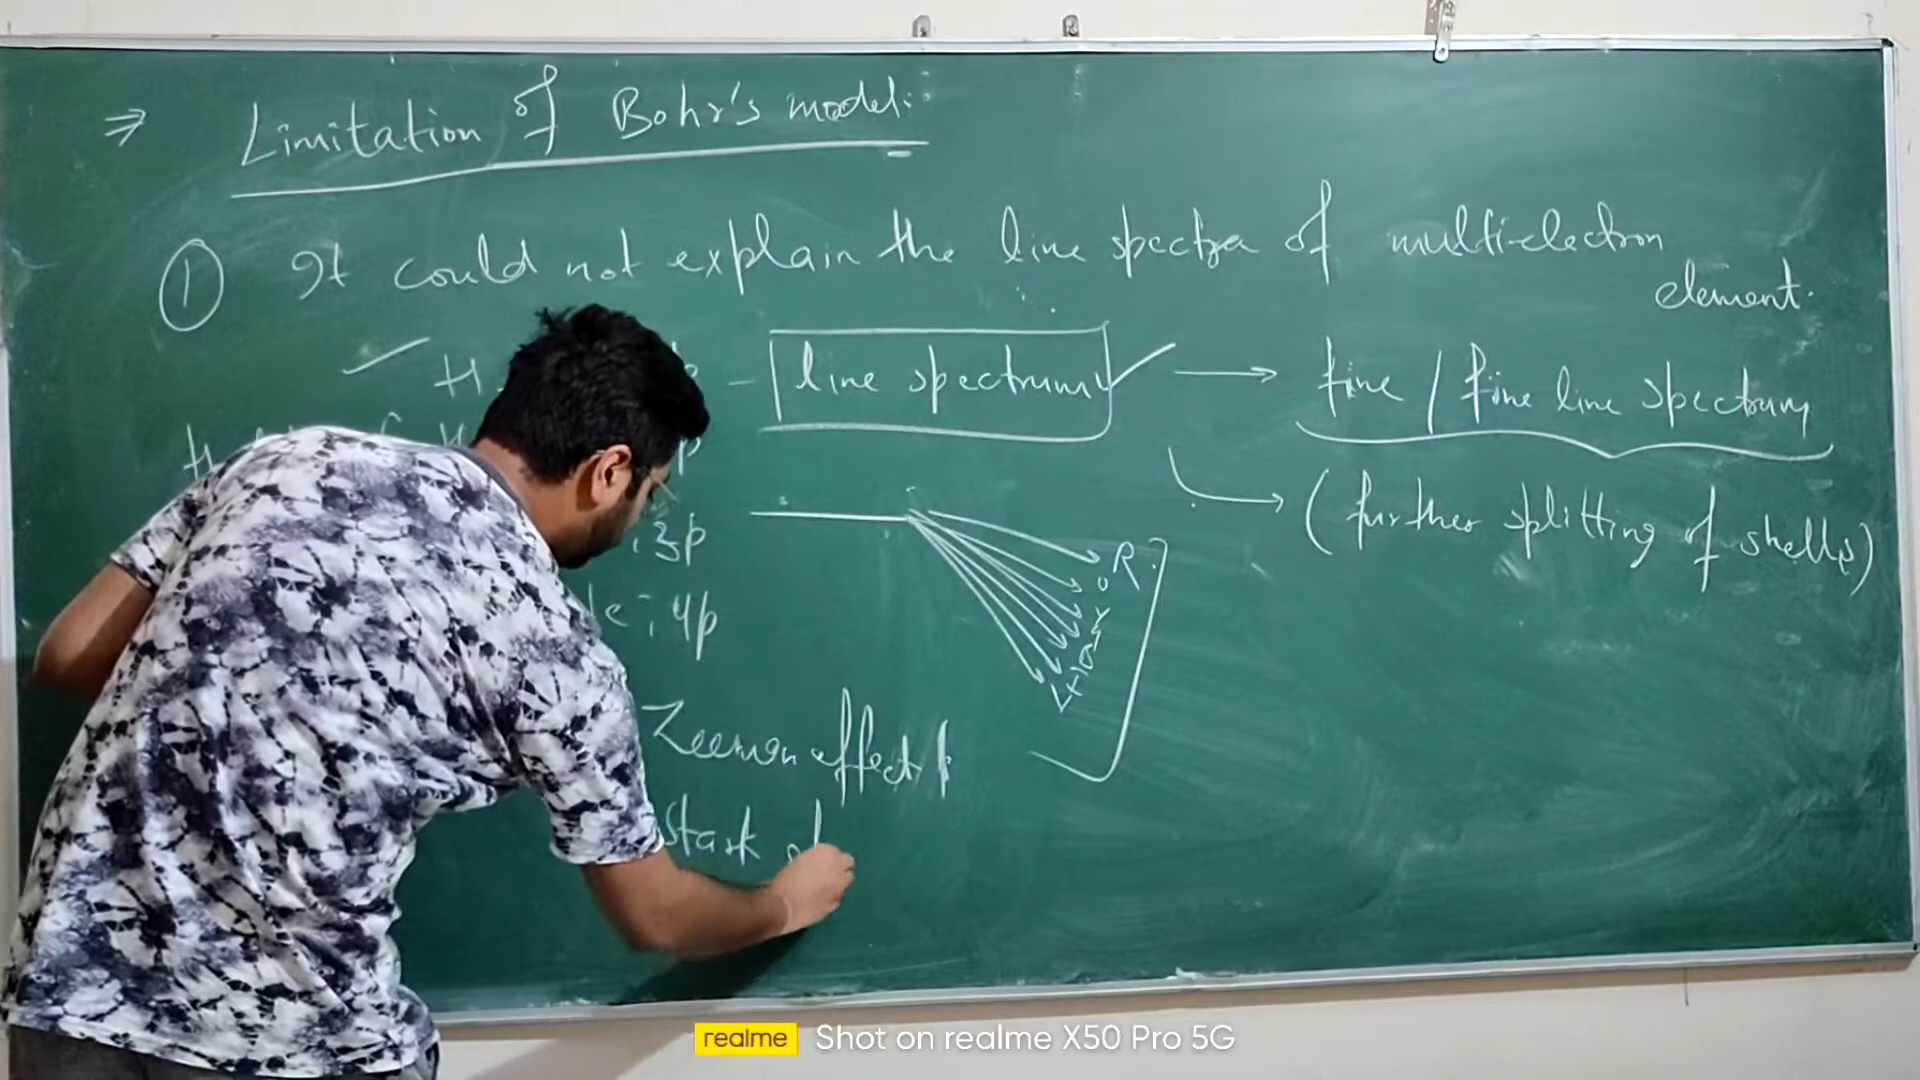 ⇒ Limitation of Bohr's model:
① It could not explain the line spectra of multi-electron
element.
✓ H - line spectrum ✓ → fine / fine line spectrum
H
p
(further splitting of shells)
: 3p
R
O
Y
; 4p
Zeeman effect
Stark
realme Shot on realme X50 Pro 5G